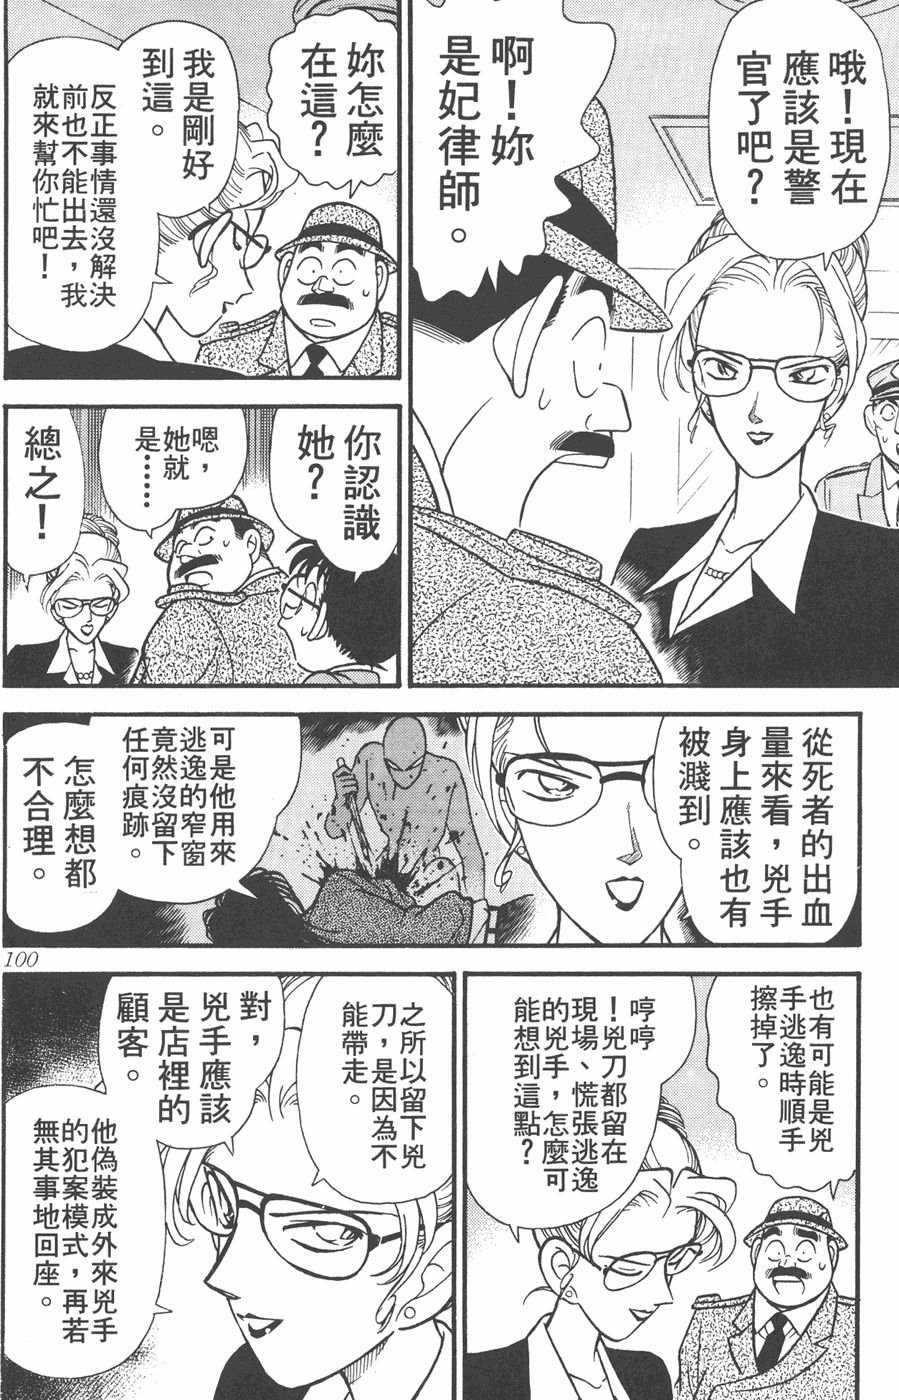 哦！現在
應該是警
官了吧？
啊！妳
是妃律師。
妳怎麼
在這？
我是剛好
到這。
反正事情還沒解決
前也不能出去，我
就來幫你忙吧！
你認識
她？
嗯，
她就
是⋯⋯
總之！
從死者的出血
量來看，兇手
身上應該也有
被濺到。
可是他用來
逃逸的窄窗
竟然沒留下
任何痕跡。
怎麼想都
不合理。
100
也有可能是兇
手逃逸時順手
擦掉了。
哼哼
！兇刀都留在
現場、慌張逃逸
的兇手，怎麼可
能想到這點？
之所以留下兇
刀，是因為不
能帶走。
對，
兇手應該
是店裡的
顧客。
他偽裝成外來兇手
的犯案模式，再若
無其事地回座。